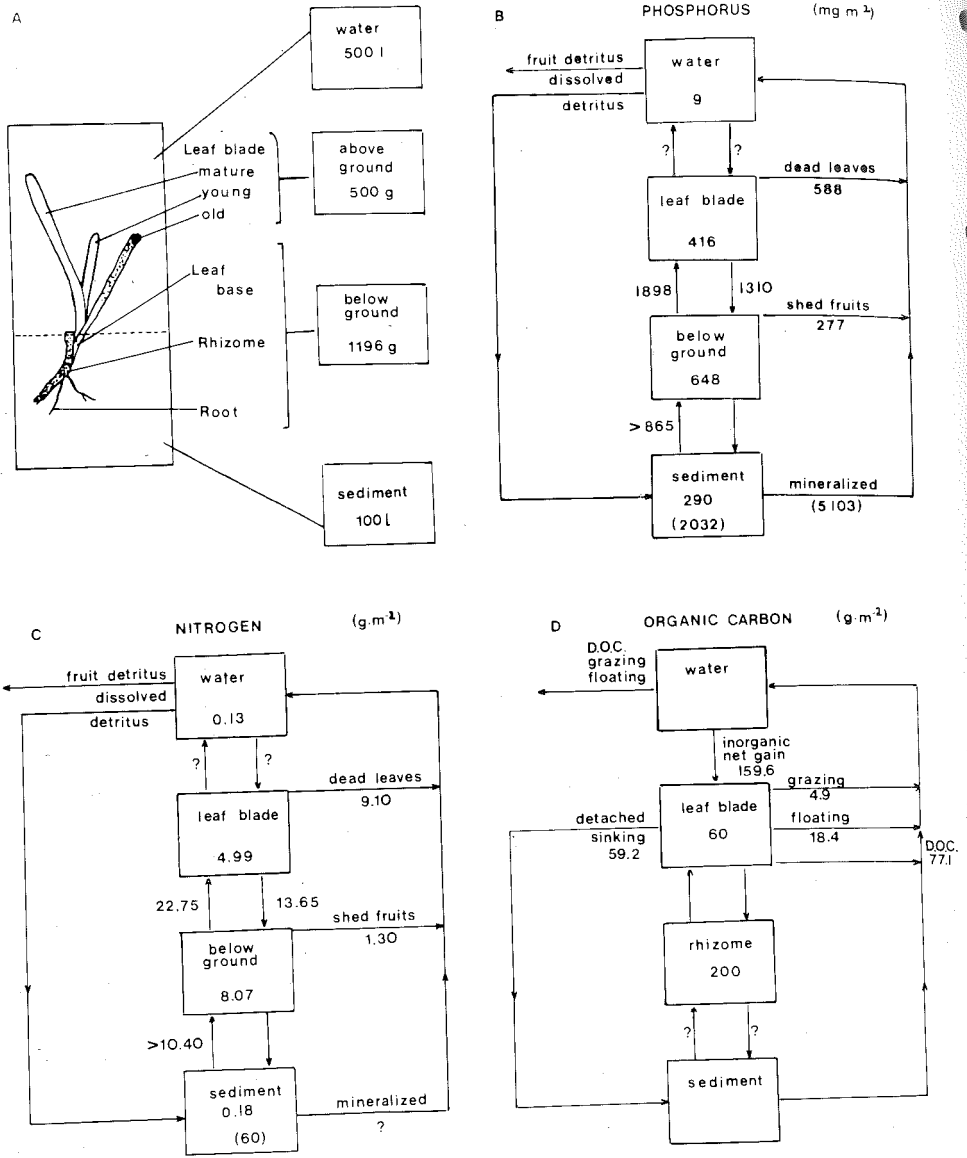 A
water
500 l
Leaf blade
mature
young
old
above
ground
500 g
Leaf
base
Rhizome
Root
below
ground
1196 g
sediment
100 l
B
PHOSPHORUS (mg m²)
fruit detritus
dissolved
detritus
water
9
?
?
dead leaves
588
leaf blade
416
1898
1310
shed fruits
277
below
ground
648
>865
sediment
290
(2032)
mineralized
(5103)
C
NITROGEN (g.m⁻²)
fruit detritus
dissolved
detritus
water
0.13
?
?
dead leaves
9.10
leaf blade
4.99
22.75
13.65
shed fruits
1.30
below
ground
8.07
>10.40
sediment
0.18
(60)
mineralized
?
D
ORGANIC CARBON (g.m⁻²)
D.O.C.
grazing
floating
water
inorganic
net gain
159.6
grazing
4.9
leaf blade
60
floating
18.4
detached
sinking
59.2
D.O.C.
77.1
rhizome
200
?
?
sediment